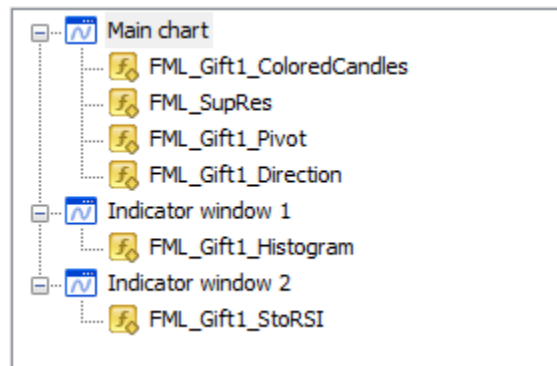 Main chart
FML_Gift1_ColoredCandles
FML_SupRes
FML_Gift1_Pivot
FML_Gift1_Direction
Indicator window 1
FML_Gift1_Histogram
Indicator window 2
FML_Gift1_StoRSI